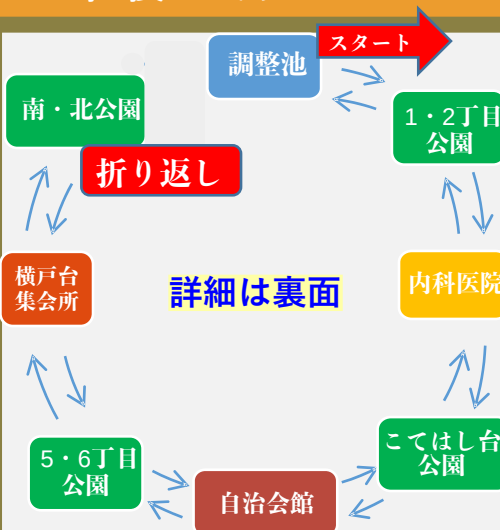 スタート
調整池
1・2丁目
公園
内科医院
こてはし台
公園
自治会館
5・6丁目
公園
横戸台
集会所
南・北公園
折り返し
詳細は裏面